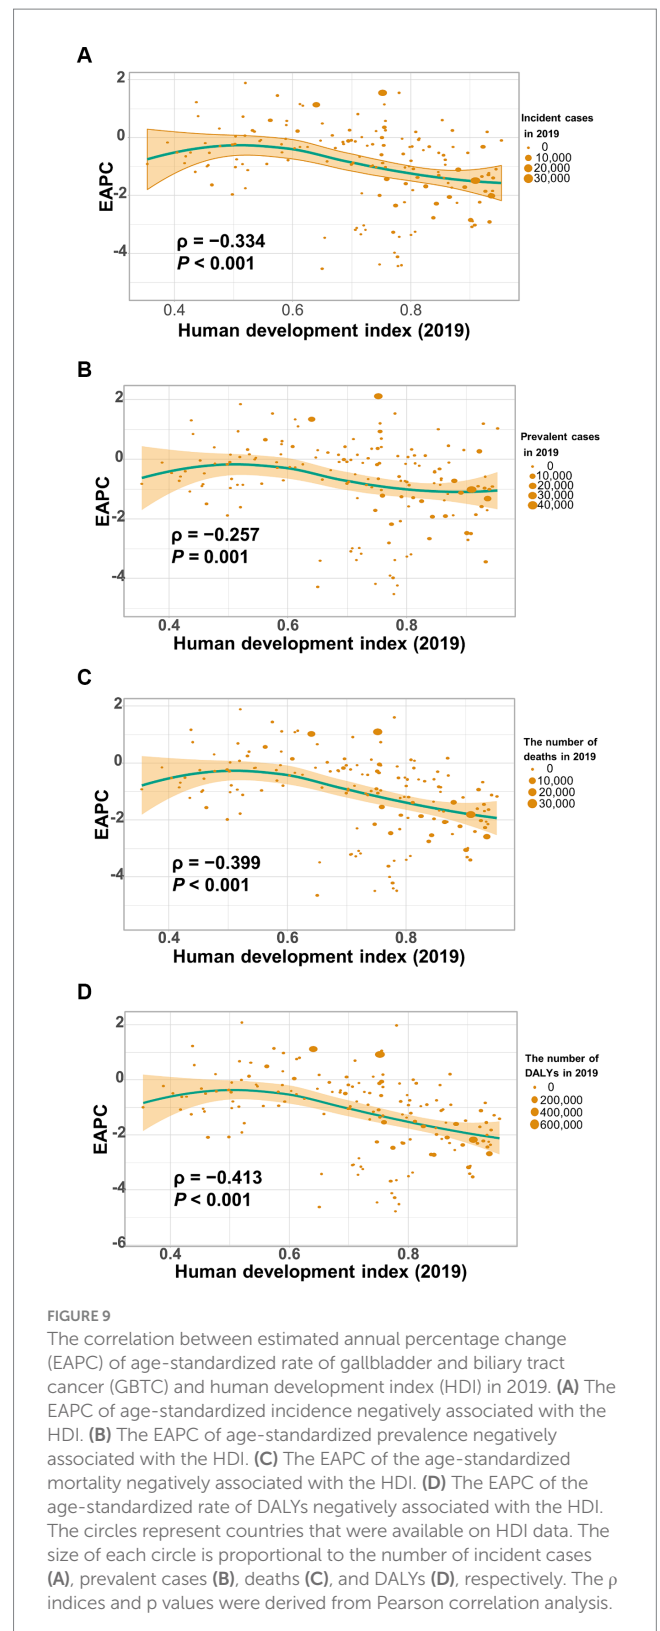 A
2
0
-2
-4
EAPC
ρ = −0.334
P < 0.001
0.4
0.6
0.8
Human development index (2019)
Incident cases
in 2019
0
10,000
20,000
30,000
B
2
0
-2
-4
EAPC
ρ = −0.257
P = 0.001
0.4
0.6
0.8
Human development index (2019)
Prevalent cases
in 2019
0
10,000
20,000
30,000
40,000
C
2
0
-2
-4
EAPC
ρ = −0.399
P < 0.001
0.4
0.6
0.8
Human development index (2019)
The number of
deaths in 2019
0
10,000
20,000
30,000
D
2
0
-2
-4
-6
EAPC
ρ = −0.413
P < 0.001
0.4
0.6
0.8
Human development index (2019)
The number of
DALYs in 2019
0
200,000
400,000
600,000
FIGURE 9
The correlation between estimated annual percentage change
(EAPC) of age-standardized rate of gallbladder and biliary tract
cancer (GBTC) and human development index (HDI) in 2019. (A) The
EAPC of age-standardized incidence negatively associated with the
HDI. (B) The EAPC of age-standardized prevalence negatively
associated with the HDI. (C) The EAPC of the age-standardized
mortality negatively associated with the HDI. (D) The EAPC of the
age-standardized rate of DALYs negatively associated with the HDI.
The circles represent countries that were available on HDI data. The
size of each circle is proportional to the number of incident cases
(A), prevalent cases (B), deaths (C), and DALYs (D), respectively. The ρ
indices and p values were derived from Pearson correlation analysis.